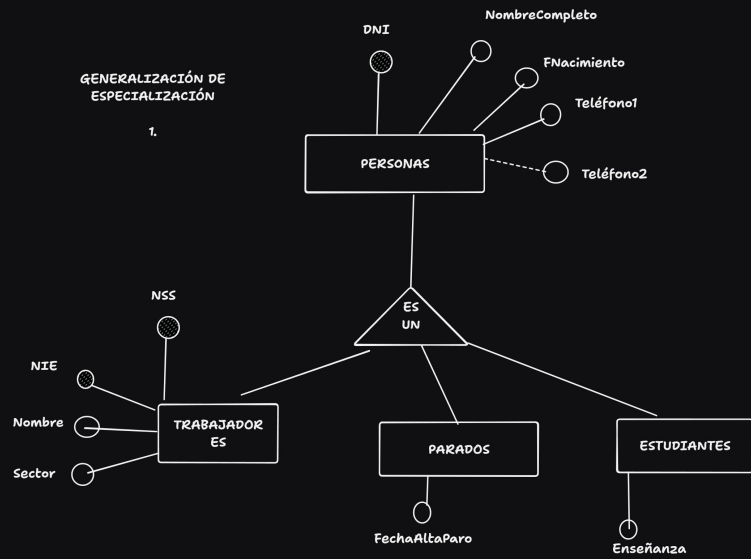 NombreCompleto
DNI
GENERALIZACIÓN DE
ESPECIALIZACIÓN
1.
FNacimiento
Teléfono1
PERSONAS
Teléfono2
ES
UN
NSS
NIE
Nombre
Sector
TRABAJADOR
ES
PARADOS
ESTUDIANTES
FechaAltaParo
Enseñanza